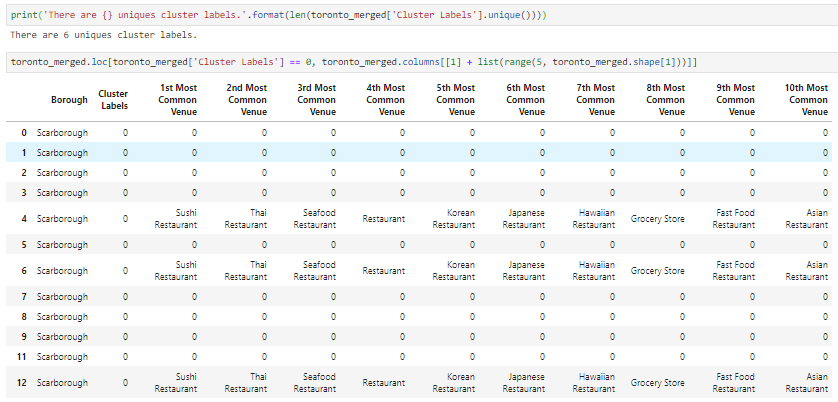 print('There are {} uniques cluster labels.'.format(len(toronto_merged['Cluster Labels'].unique())))
There are 6 uniques cluster labels.
toronto_merged.loc[toronto_merged['Cluster Labels'] == 0, toronto_merged.columns[[1] + list(range(5, toronto_merged.shape[1]))]]
Borough Cluster Labels 1st Most Common Venue 2nd Most Common Venue 3rd Most Common Venue 4th Most Common Venue 5th Most Common Venue 6th Most Common Venue 7th Most Common Venue 8th Most Common Venue 9th Most Common Venue 10th Most Common Venue
0 Scarborough 0 0 0 0 0 0 0 0 0 0 0
1 Scarborough 0 0 0 0 0 0 0 0 0 0 0
2 Scarborough 0 0 0 0 0 0 0 0 0 0 0
3 Scarborough 0 0 0 0 0 0 0 0 0 0 0
4 Scarborough 0 Sushi Restaurant Thai Restaurant Seafood Restaurant Restaurant Korean Restaurant Japanese Restaurant Hawaiian Restaurant Grocery Store Fast Food Restaurant Asian Restaurant
5 Scarborough 0 0 0 0 0 0 0 0 0 0 0
6 Scarborough 0 Sushi Restaurant Thai Restaurant Seafood Restaurant Restaurant Korean Restaurant Japanese Restaurant Hawaiian Restaurant Grocery Store Fast Food Restaurant Asian Restaurant
7 Scarborough 0 0 0 0 0 0 0 0 0 0 0
8 Scarborough 0 0 0 0 0 0 0 0 0 0 0
9 Scarborough 0 0 0 0 0 0 0 0 0 0 0
11 Scarborough 0 0 0 0 0 0 0 0 0 0 0
12 Scarborough 0 Sushi Restaurant Thai Restaurant Seafood Restaurant Restaurant Korean Restaurant Japanese Restaurant Hawaiian Restaurant Grocery Store Fast Food Restaurant Asian Restaurant